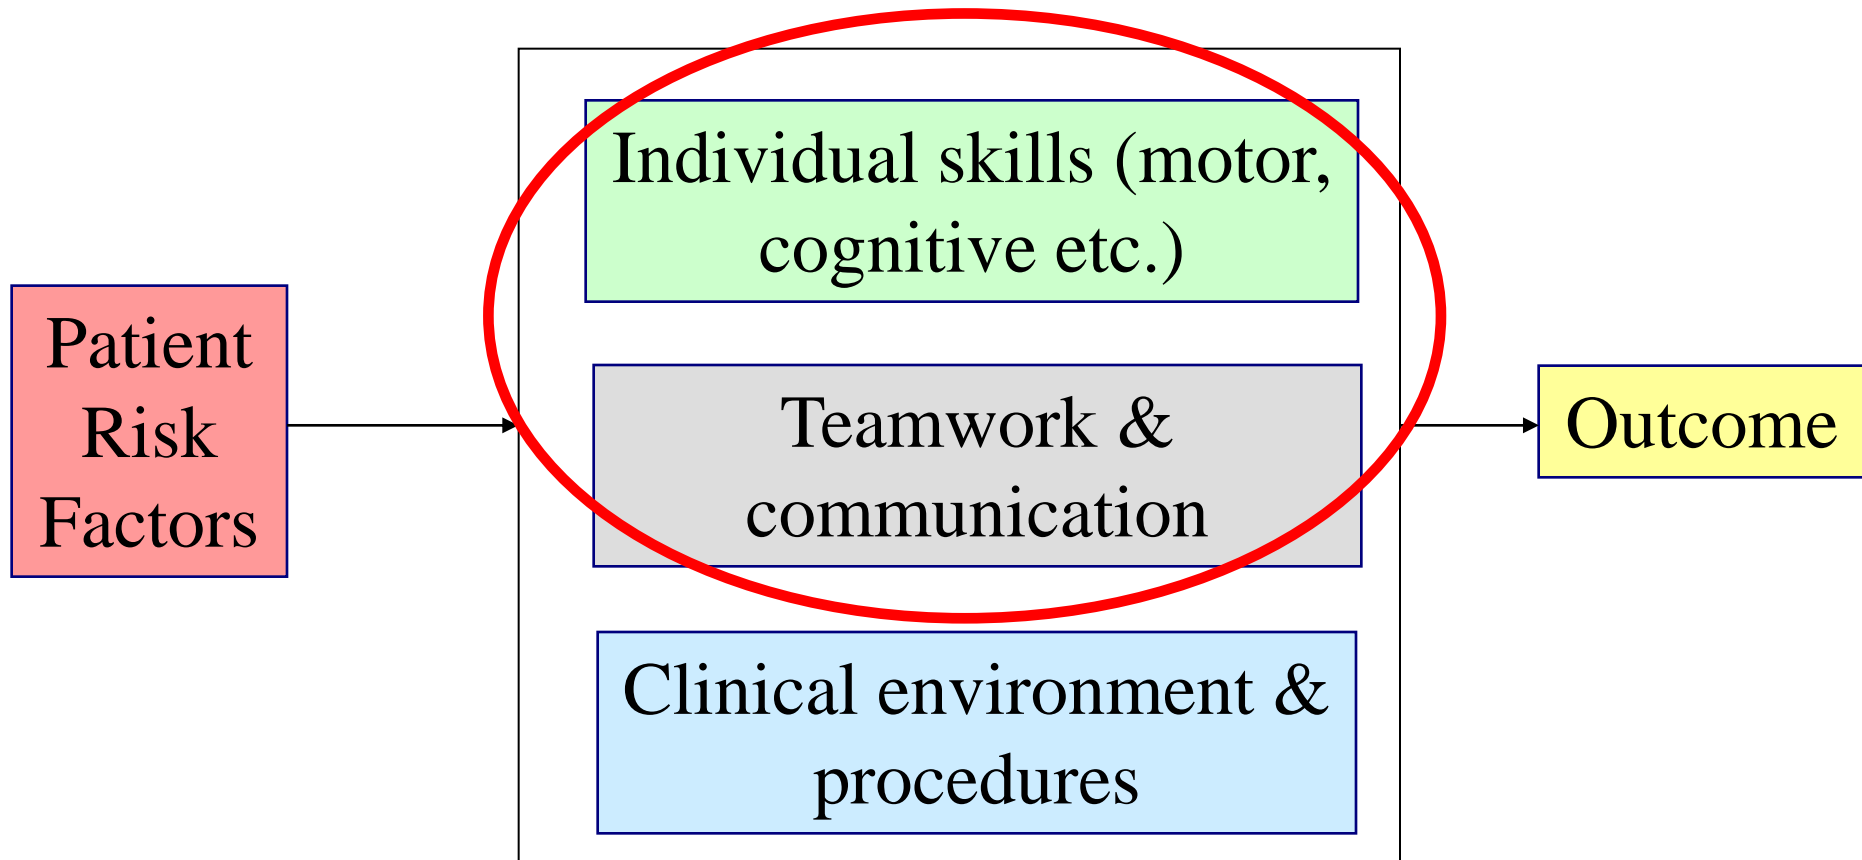 Patient
Risk
Factors
Individual skills (motor,
cognitive etc.)
Teamwork &
communication
Clinical environment &
procedures
Outcome